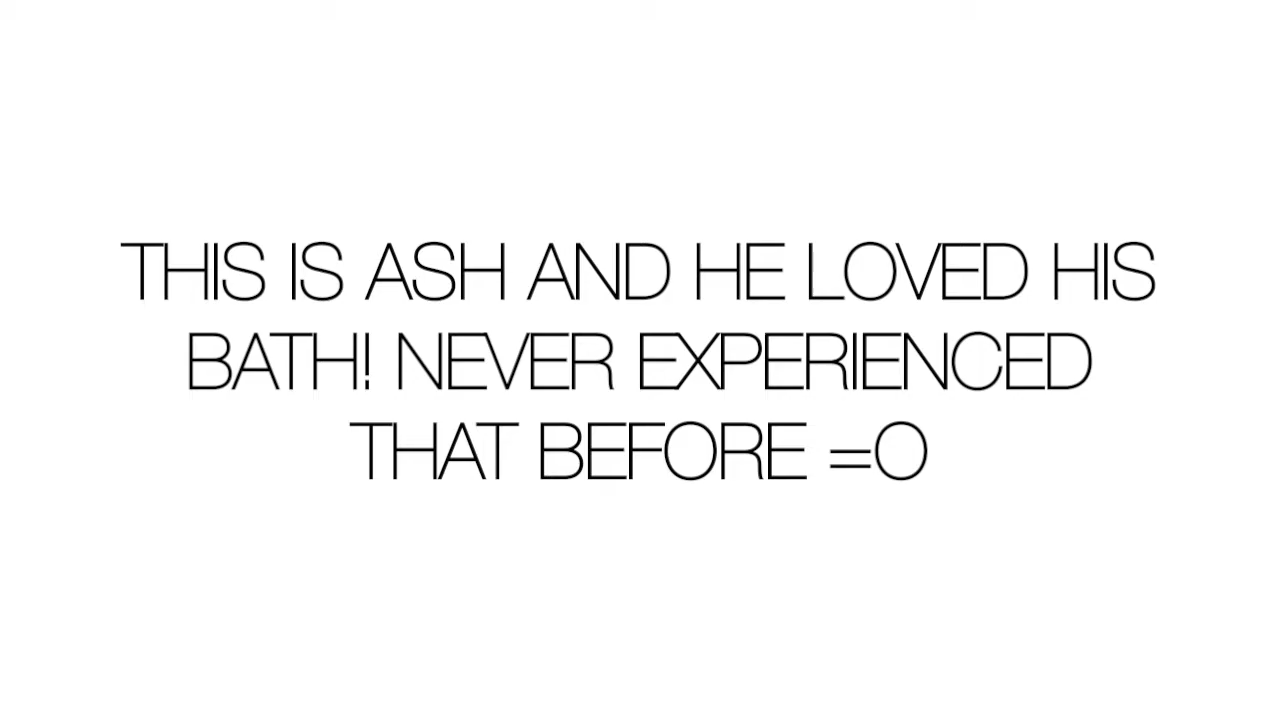 THIS IS ASH AND HE LOVED HIS
BATH! NEVER EXPERIENCED
THAT BEFORE =O